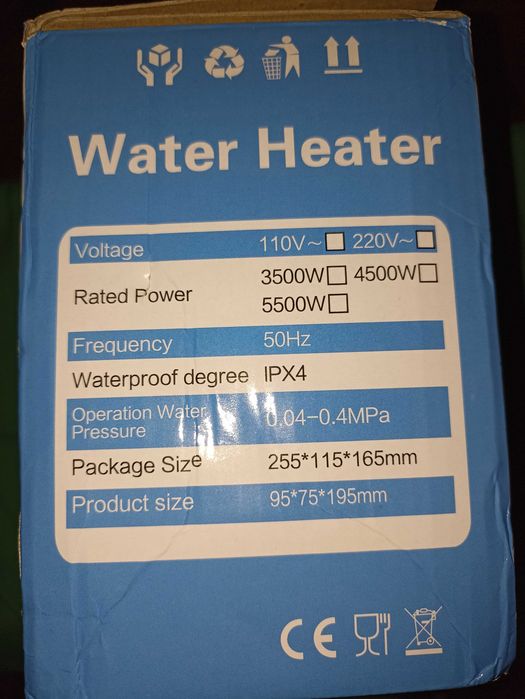 Water Heater
Voltage 110V~ 220V~
Rated Power 3500W 4500W
5500W
Frequency 50Hz
Waterproof degree IPX4
Operation Water
Pressure 0.04-0.4MPa
Package Size 255*115*165mm
Product size 95*75*195mm
CE